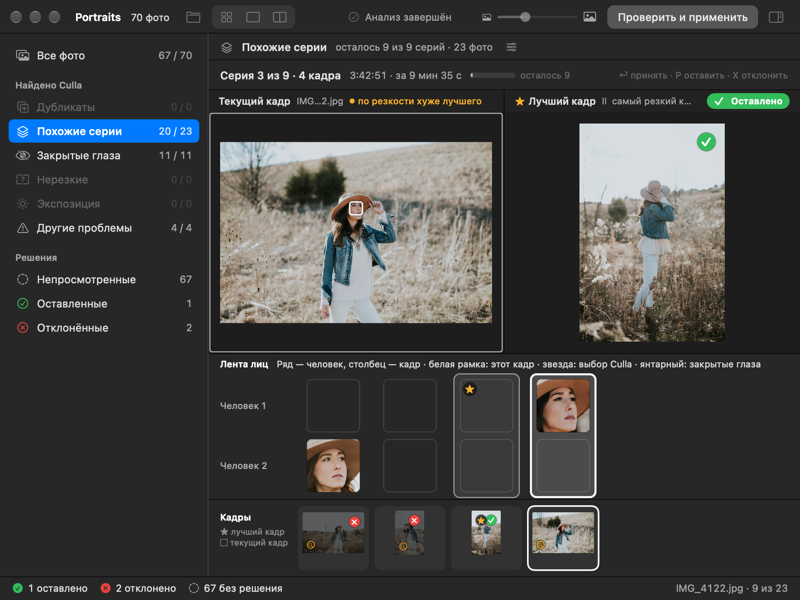 Portraits 70 фото
Анализ завершён
Проверить и применить
Все фото 67 / 70
Найдено Culla
Дубликаты 0 / 0
Похожие серии 20 / 23
Закрытые глаза 11 / 11
Нерезкие 0 / 0
Экспозиция 0 / 0
Другие проблемы 4 / 4
Решения
Непросмотренные 67
Оставленные 1
Отклонённые 2
Похожие серии осталось 9 из 9 серий · 23 фото
Серия 3 из 9 · 4 кадра 3:42:51 · за 9 мин 35 с осталось 9 ↩ принять · P оставить · X отклонить
Текущий кадр IMG…2.jpg по резкости хуже лучшего
Лучший кадр самый резкий к… Оставлено
Лента лиц Ряд — человек, столбец — кадр · белая рамка: этот кадр · звезда: выбор Culla · янтарный: закрытые глаза
Человек 1
Человек 2
Кадры
лучший кадр
текущий кадр
1 оставлено 2 отклонено 67 без решения
IMG_4122.jpg · 9 из 23